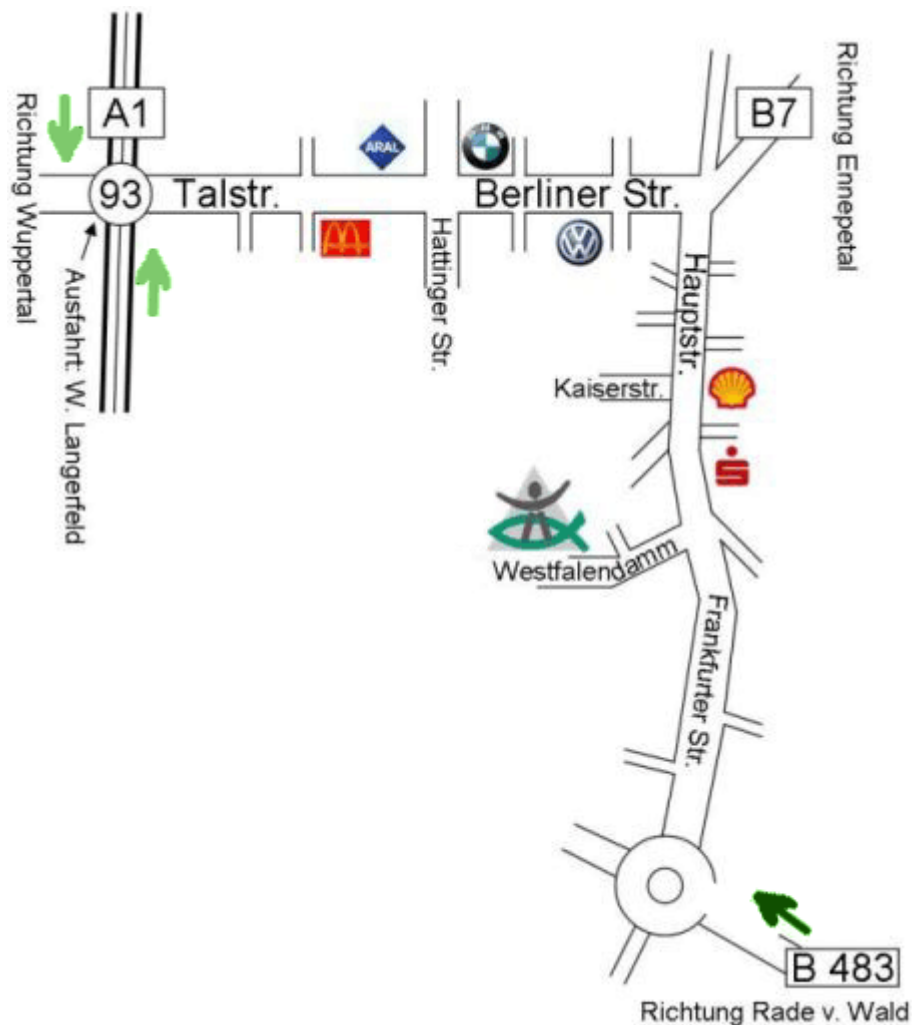 Richtung Wuppertal
A1
93
Ausfahrt: W. Langerfeld
Talstr.
ARAL
Hattinger Str.
BMW
Berliner Str.
B7
Richtung Ennepetal
Hauptstr.
Kaiserstr.
Westfalendamm
Frankfurter Str.
B 483
Richtung Rade v. Wald